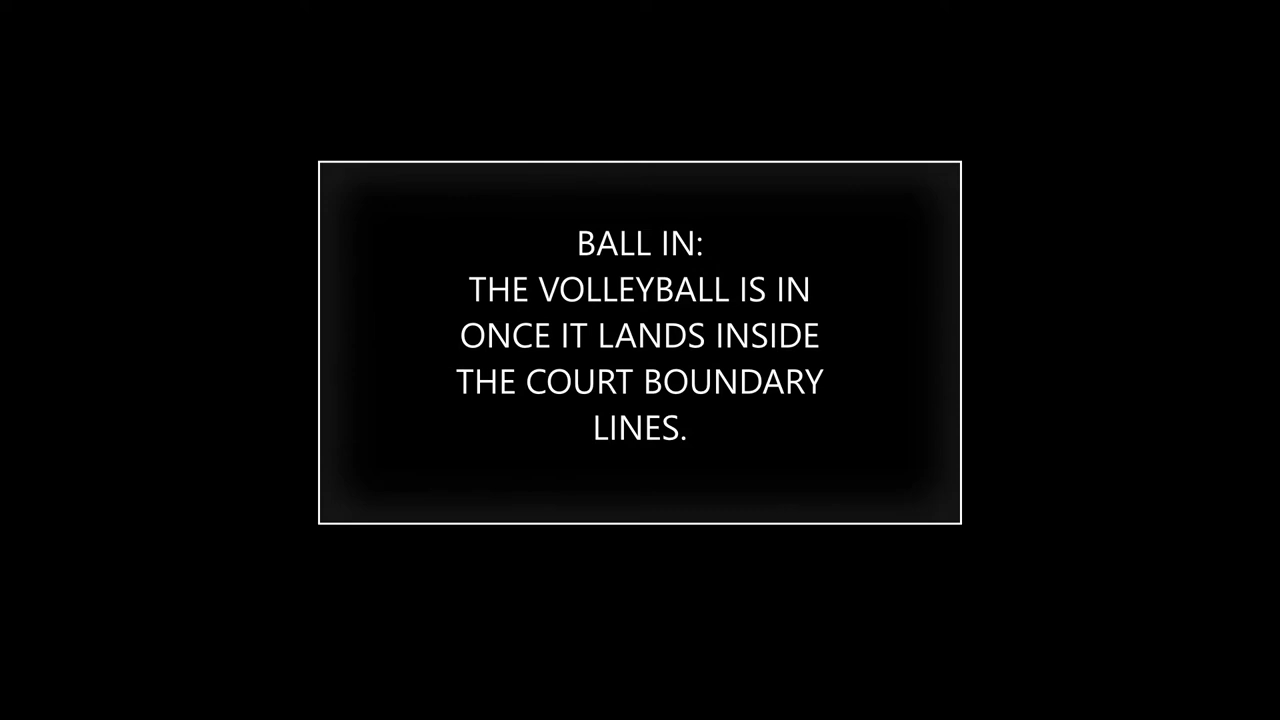 BALL IN:
THE VOLLEYBALL IS IN
ONCE IT LANDS INSIDE
THE COURT BOUNDARY
LINES.